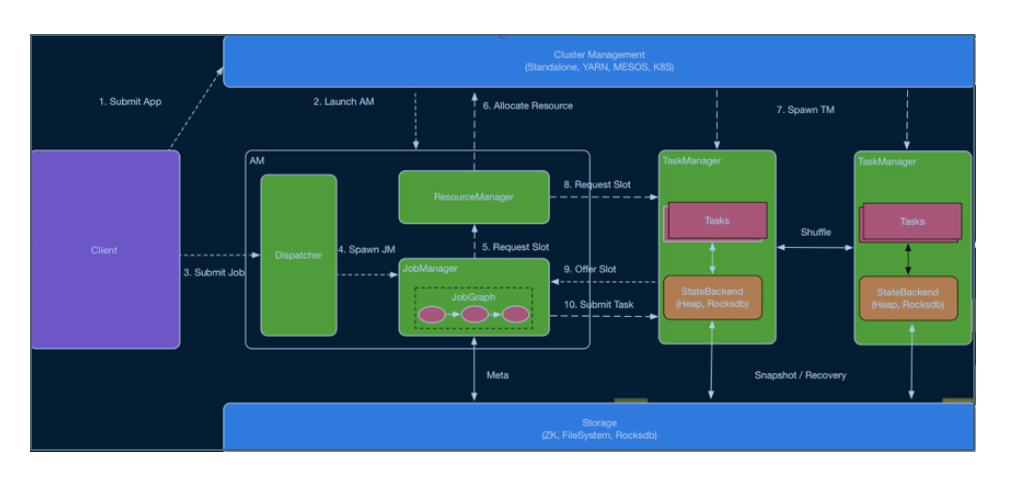 Cluster Management
(Standalone, YARN, MESOS, K8S)
1. Submit App
2. Launch AM
6. Allocate Resource
7. Spawn TM
AM
TaskManager
TaskManager
ResourceManager
8. Request Slot
Tasks
Tasks
Client
Dispatcher
4. Spawn JM
5. Request Slot
Shuffle
3. Submit Job
JobManager
9. Offer Slot
JobGraph
10. Submit Task
StateBackend
(Heap, Rocksdb)
StateBackend
(Heap, Rocksdb)
Meta
Snapshot / Recovery
Storage
(ZK, FileSystem, Rocksdb)